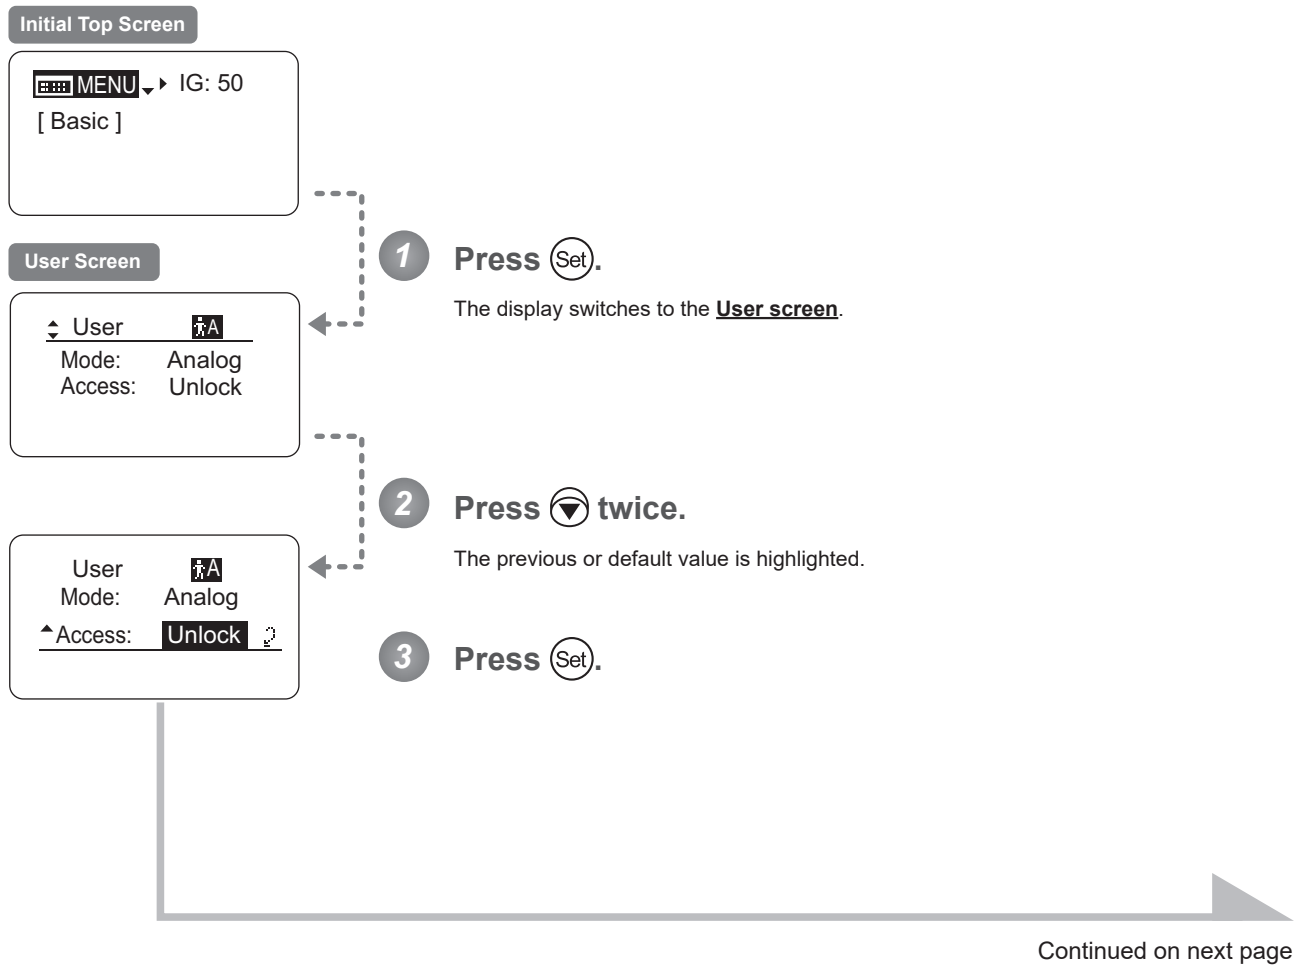 Initial Top Screen
MENU IG: 50
[ Basic ]
1 Press Set.
The display switches to the User screen.
User Screen
User A
Mode: Analog
Access: Unlock
2 Press twice.
The previous or default value is highlighted.
User A
Mode: Analog
Access: Unlock
3 Press Set.
Continued on next page